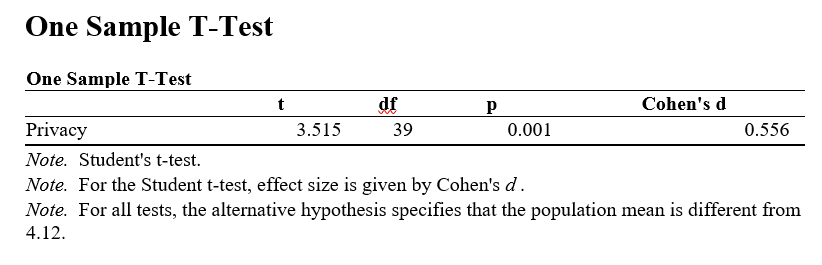 One Sample T-Test
One Sample T-Test
t df p Cohen's d
Privacy 3.515 39 0.001 0.556
Note. Student's t-test.
Note. For the Student t-test, effect size is given by Cohen's d .
Note. For all tests, the alternative hypothesis specifies that the population mean is different from
4.12.